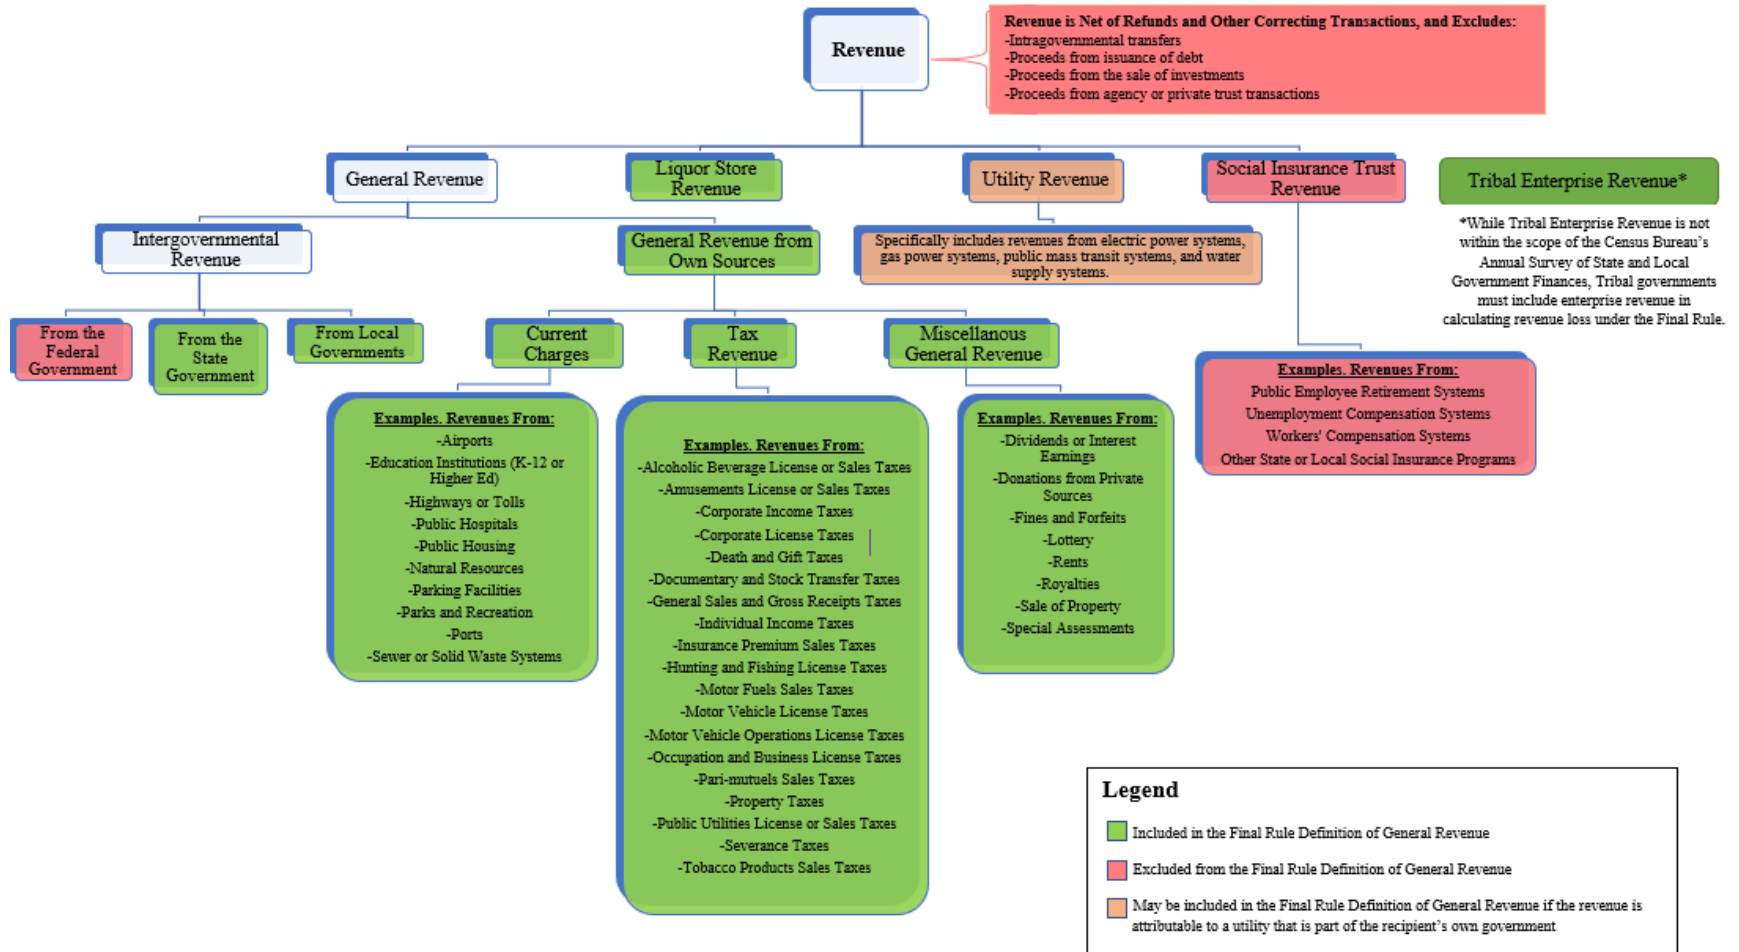 Revenue
Revenue is Net of Refunds and Other Correcting Transactions, and Excludes:
-Intragovernmental transfers
-Proceeds from issuance of debt
-Proceeds from the sale of investments
-Proceeds from agency or private trust transactions
General Revenue
Liquor Store
Revenue
Utility Revenue
Social Insurance Trust
Revenue
Tribal Enterprise Revenue*
*While Tribal Enterprise Revenue is not
within the scope of the Census Bureau's
Annual Survey of State and Local
Government Finances, Tribal governments
must include enterprise revenue in
calculating revenue loss under the Final Rule.
Intergovernmental
Revenue
General Revenue from
Own Sources
Specifically includes revenues from electric power systems,
gas power systems, public mass transit systems, and water
supply systems.
From the
Federal
Government
From the
State
Government
From Local
Governments
Current
Charges
Tax
Revenue
Miscellanous
General Revenue
Examples. Revenues From:
Public Employee Retirement Systems
Unemployment Compensation Systems
Workers' Compensation Systems
Other State or Local Social Insurance Programs
Examples. Revenues From:
-Airports
-Education Institutions (K-12 or
Higher Ed)
-Highways or Tolls
-Public Hospitals
-Public Housing
-Natural Resources
-Parking Facilities
-Parks and Recreation
-Ports
-Sewer or Solid Waste Systems
Examples. Revenues From:
-Alcoholic Beverage License or Sales Taxes
-Amusements License or Sales Taxes
-Corporate Income Taxes
-Corporate License Taxes
-Death and Gift Taxes
-Documentary and Stock Transfer Taxes
-General Sales and Gross Receipts Taxes
-Individual Income Taxes
-Insurance Premium Sales Taxes
-Hunting and Fishing License Taxes
-Motor Fuels Sales Taxes
-Motor Vehicle License Taxes
-Motor Vehicle Operations License Taxes
-Occupation and Business License Taxes
-Pari-mutuels Sales Taxes
-Property Taxes
-Public Utilities License or Sales Taxes
-Severance Taxes
-Tobacco Products Sales Taxes
Examples. Revenues From:
-Dividends or Interest
Earnings
-Donations from Private
Sources
-Fines and Forfeits
-Lottery
-Rents
-Royalties
-Sale of Property
-Special Assessments
Legend
Included in the Final Rule Definition of General Revenue
Excluded from the Final Rule Definition of General Revenue
May be included in the Final Rule Definition of General Revenue if the revenue is
attributable to a utility that is part of the recipient's own government